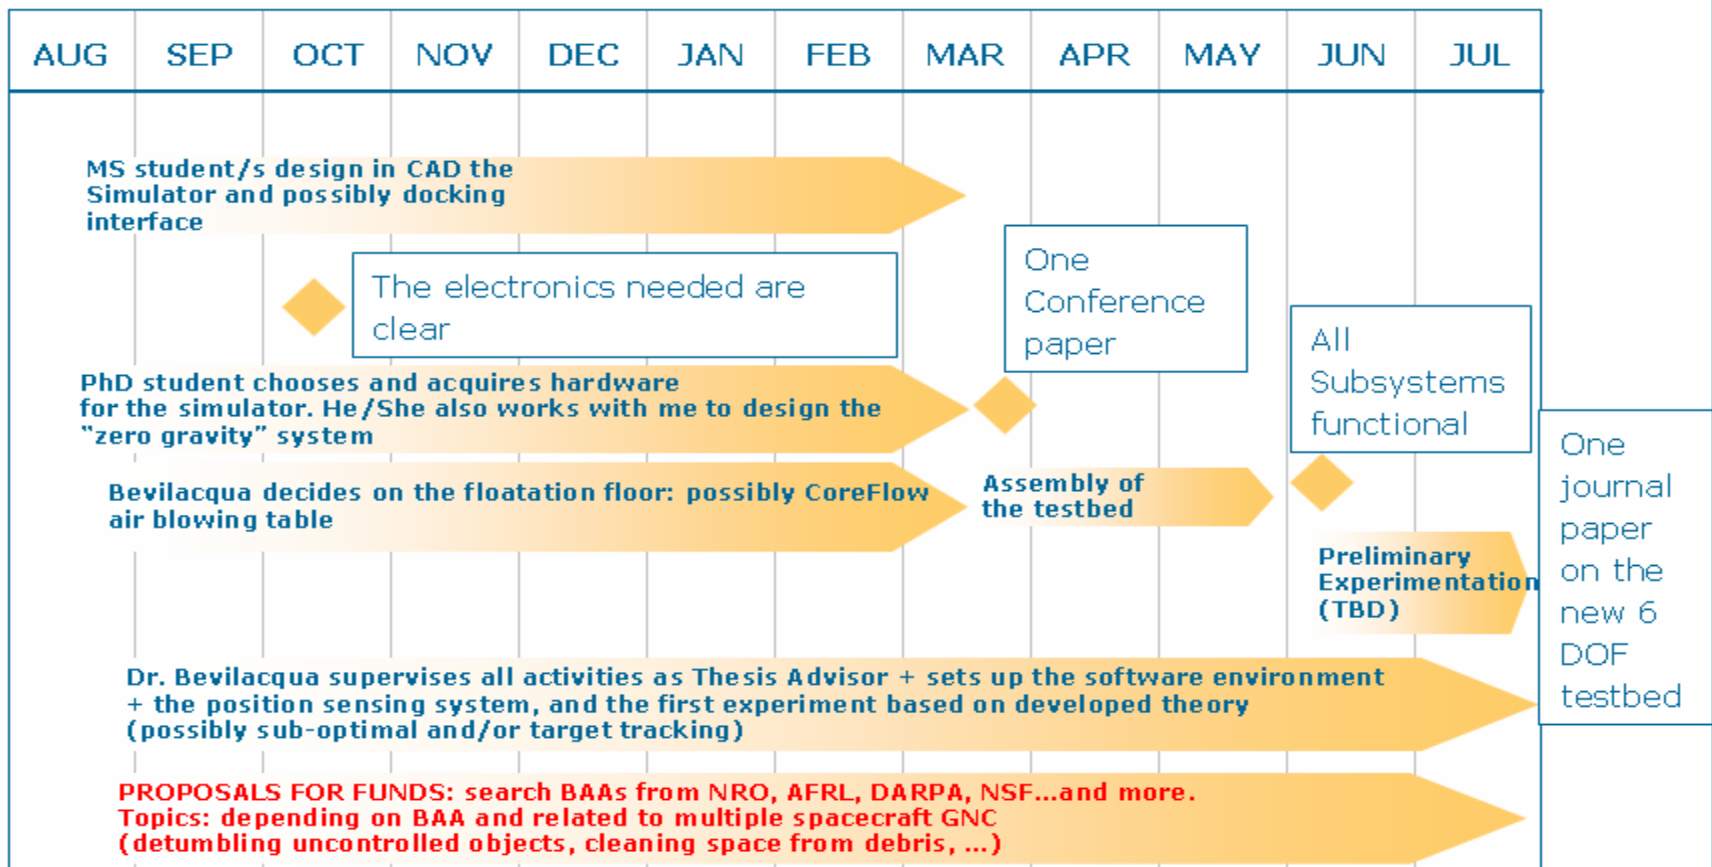 AUG SEP OCT NOV DEC JAN FEB MAR APR MAY JUN JUL
MS student/s design in CAD the
Simulator and possibly docking
interface
The electronics needed are
clear
One
Conference
paper
All
Subsystems
functional
PhD student chooses and acquires hardware
for the simulator. He/She also works with me to design the
"zero gravity” system
Bevilacqua decides on the floatation floor: possibly CoreFlow
air blowing table
Assembly of
the testbed
Preliminary
Experimentation
(TBD)
One
journal
paper
on the
new 6
DOF
testbed
Dr. Bevilacqua supervises all activities as Thesis Advisor + sets up the software environment
+ the position sensing system, and the first experiment based on developed theory
(possibly sub-optimal and/or target tracking)
PROPOSALS FOR FUNDS: search BAAs from NRO, AFRL, DARPA, NSF...and more.
Topics: depending on BAA and related to multiple spacecraft GNC
(detumbling uncontrolled objects, cleaning space from debris, ...)